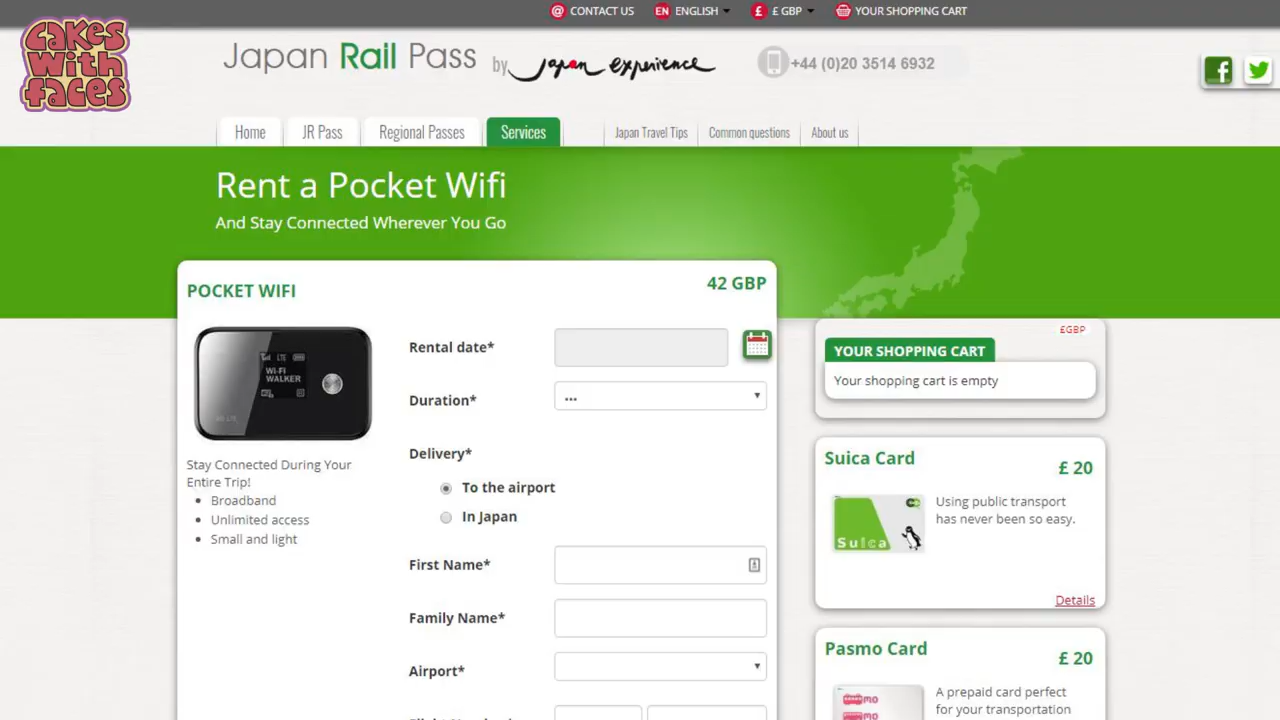 CONTACT US
EN ENGLISH
£ £ GBP
YOUR SHOPPING CART
cakes
with
faces
Japan Rail Pass by Japan experience
+44 (0)20 3514 6932
Home
JR Pass
Regional Passes
Services
Japan Travel Tips
Common questions
About us
Rent a Pocket Wifi
And Stay Connected Wherever You Go
POCKET WIFI
42 GBP
LTE
Wi-Fi
WALKER
Stay Connected During Your
Entire Trip!
Broadband
Unlimited access
Small and light
Rental date*
Duration*
...
Delivery*
To the airport
In Japan
First Name*
Family Name*
Airport*
£GBP
YOUR SHOPPING CART
Your shopping cart is empty
Suica Card
£ 20
Suica
Using public transport
has never been so easy.
Details
Pasmo Card
£ 20
A prepaid card perfect
for your transportation